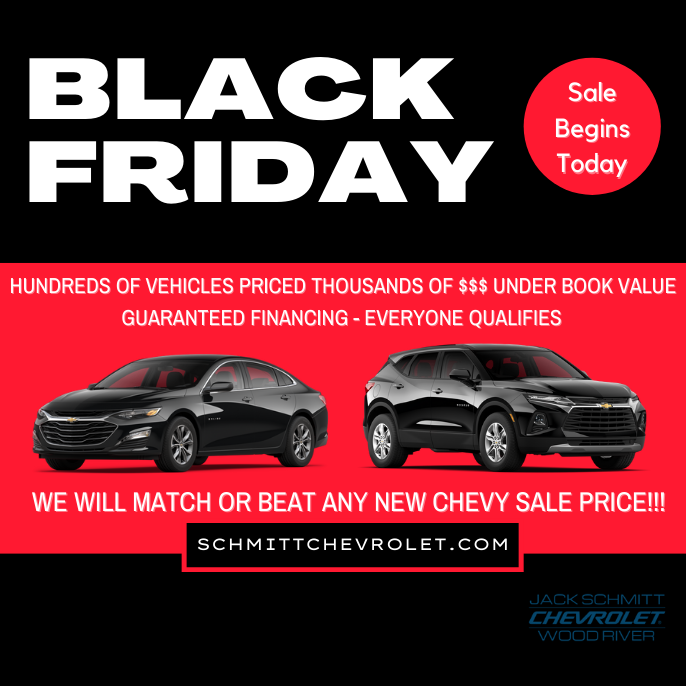 BLACK
FRIDAY
Sale
Begins
Today
HUNDREDS OF VEHICLES PRICED THOUSANDS OF $$$ UNDER BOOK VALUE
GUARANTEED FINANCING - EVERYONE QUALIFIES
WE WILL MATCH OR BEAT ANY NEW CHEVY SALE PRICE!!!
SCHMITTCHEVROLET.COM
JACK SCHMITT
CHEVROLET
WOOD RIVER